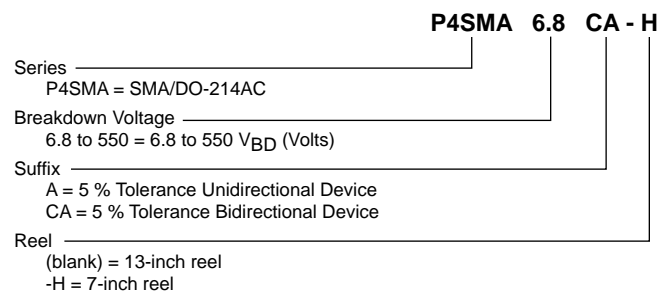 P4SMA 6.8 CA - H
Series
P4SMA = SMA/DO-214AC
Breakdown Voltage
6.8 to 550 = 6.8 to 550 VBD (Volts)
Suffix
A = 5 % Tolerance Unidirectional Device
CA = 5 % Tolerance Bidirectional Device
Reel
(blank) = 13-inch reel
-H = 7-inch reel